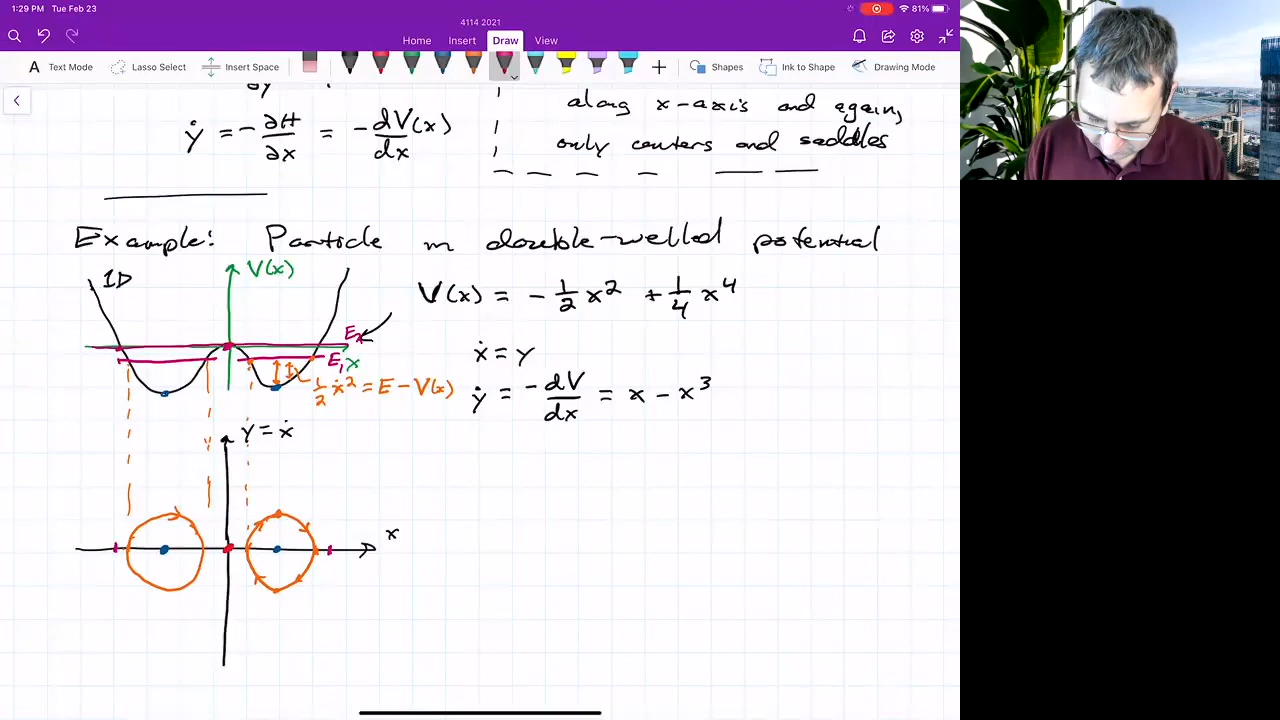 1:29 PM Tue Feb 23
81%
4114 2021
Home Insert Draw View
Text Mode Lasso Select Insert Space Shapes Ink to Shape Drawing Mode
∂y
ẏ = -∂H/∂x = -dV(x)/dx
along x-axis and again,
only centers and saddles
Example: Particle in double-welled potential
1D
V(x)
V(x) = -1/2 x² + 1/4 x⁴
E₂
E₁ x
ẋ = y
1/2 ẋ² = E - V(x)
ẏ = -dV/dx = x - x³
y = ẋ
x